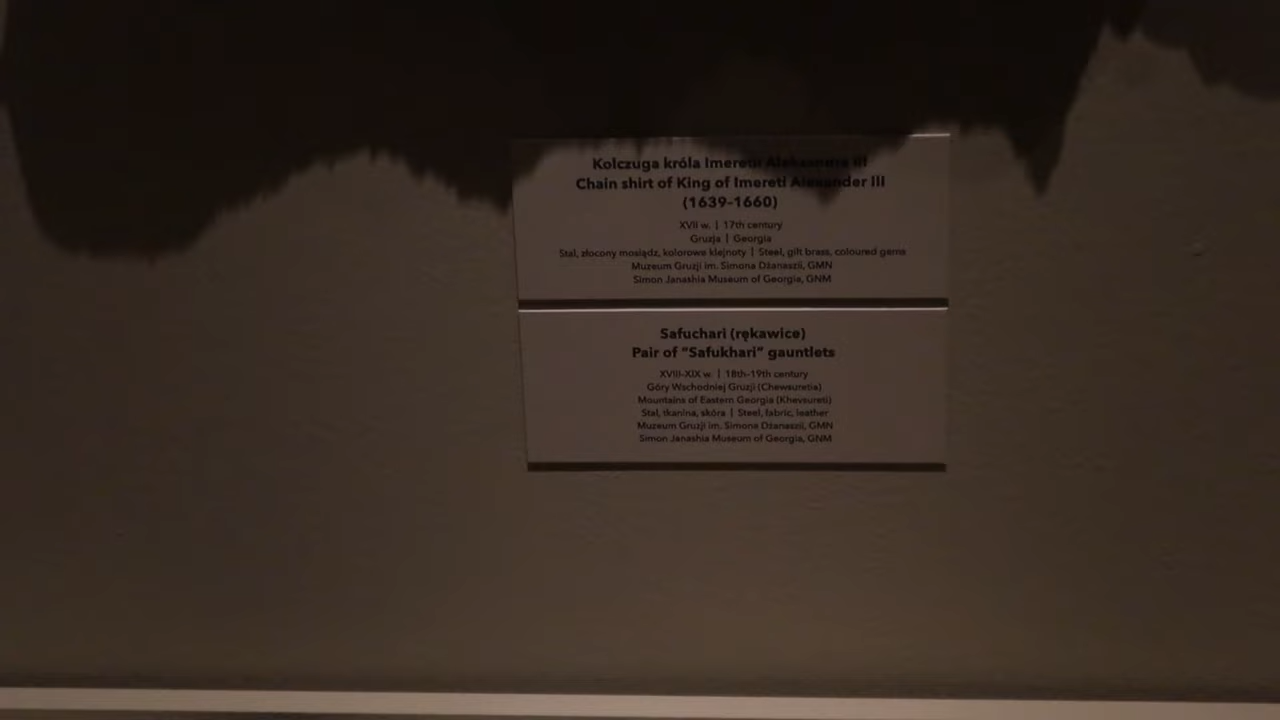 Kolczuga króla Imereti Aleksandra III
Chain shirt of King of Imereti Alexander III
(1639-1660)
XVII w. | 17th century
Gruzja | Georgia
Stal, złocony mosiądz, kolorowe klejnoty | Steel, gilt brass, coloured gems
Muzeum Gruzji im. Simona Dżanaszii, GMN
Simon Janashia Museum of Georgia, GNM
Safuchari (rękawice)
Pair of "Safukhari" gauntlets
XVIII-XIX w. | 18th-19th century
Góry Wschodniej Gruzji (Chewsuretia)
Mountains of Eastern Georgia (Khevsureti)
Stal, tkanina, skóra | Steel, fabric, leather
Muzeum Gruzji im. Simona Dżanaszii, GMN
Simon Janashia Museum of Georgia, GNM